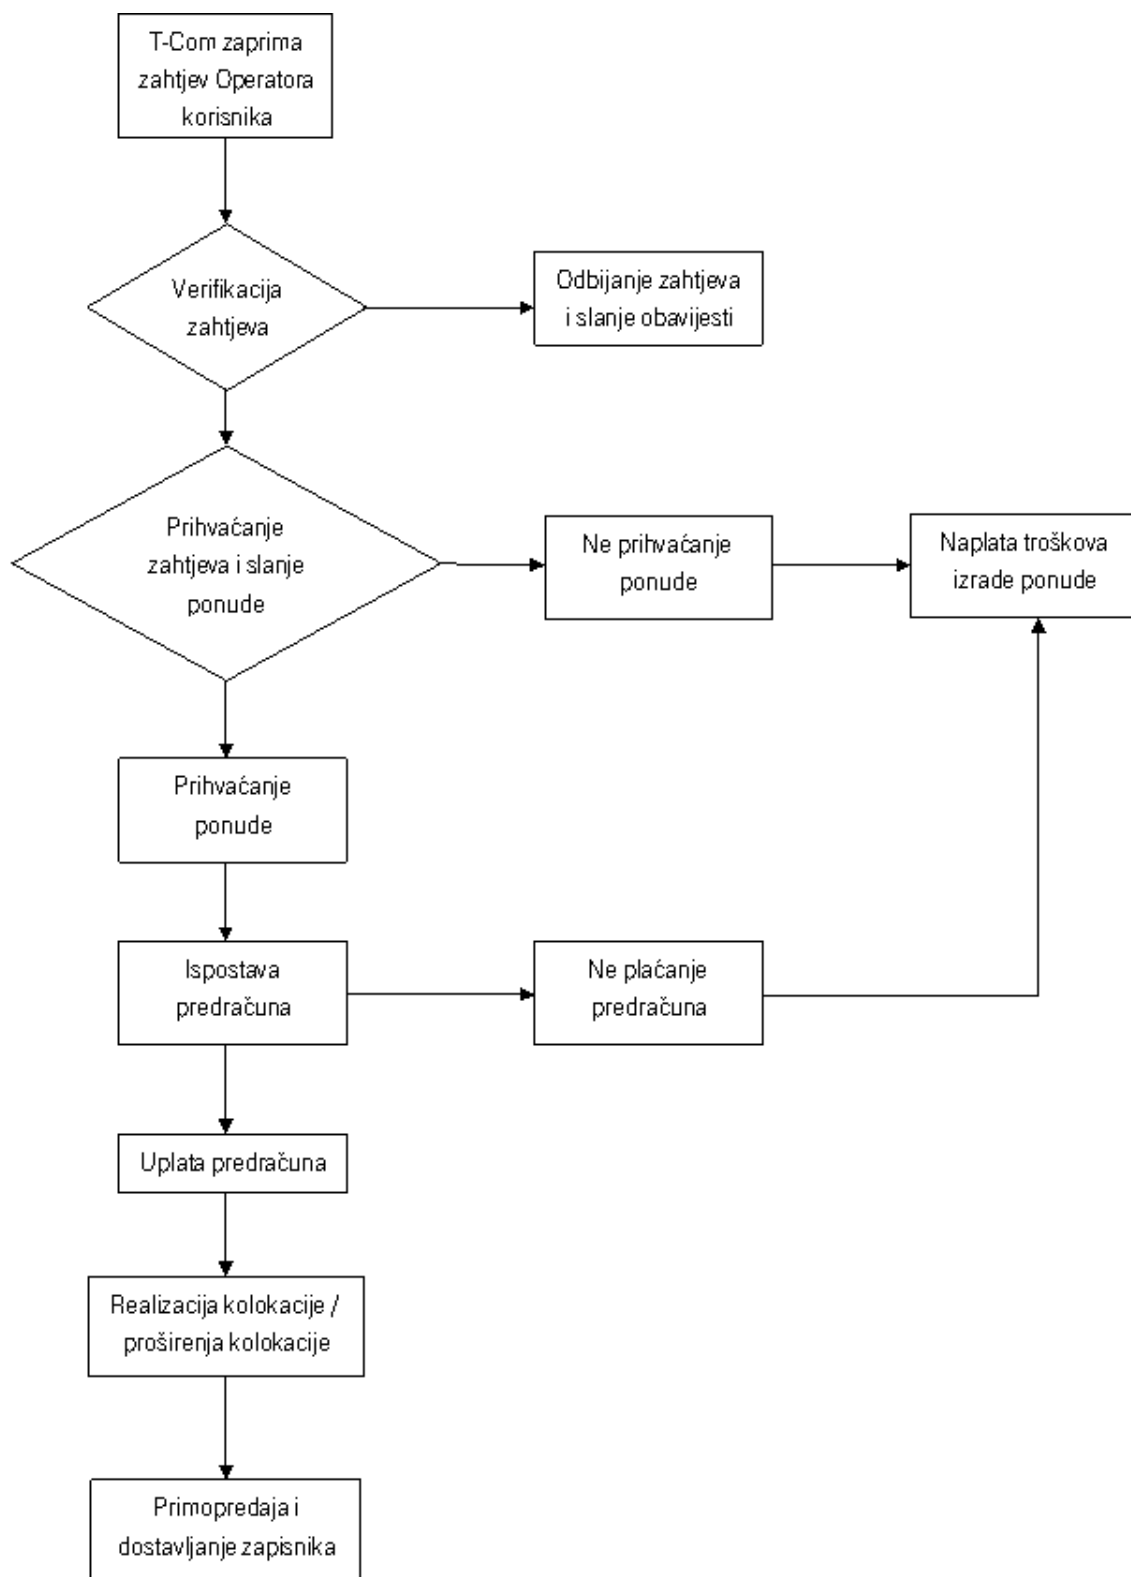 T-Com zaprima
zahtjev Operatora
korisnika
Verifikacija
zahtjeva
Odbijanje zahtjeva
i slanje obavijesti
Prihvaćanje
zahtjeva i slanje
ponude
Ne prihvaćanje
ponude
Naplata troškova
izrade ponude
Prihvaćanje
ponude
Ispostava
predračuna
Ne plaćanje
predračuna
Uplata predračuna
Realizacija kolokacije /
proširenja kolokacije
Primopredaja i
dostavljanje zapisnika